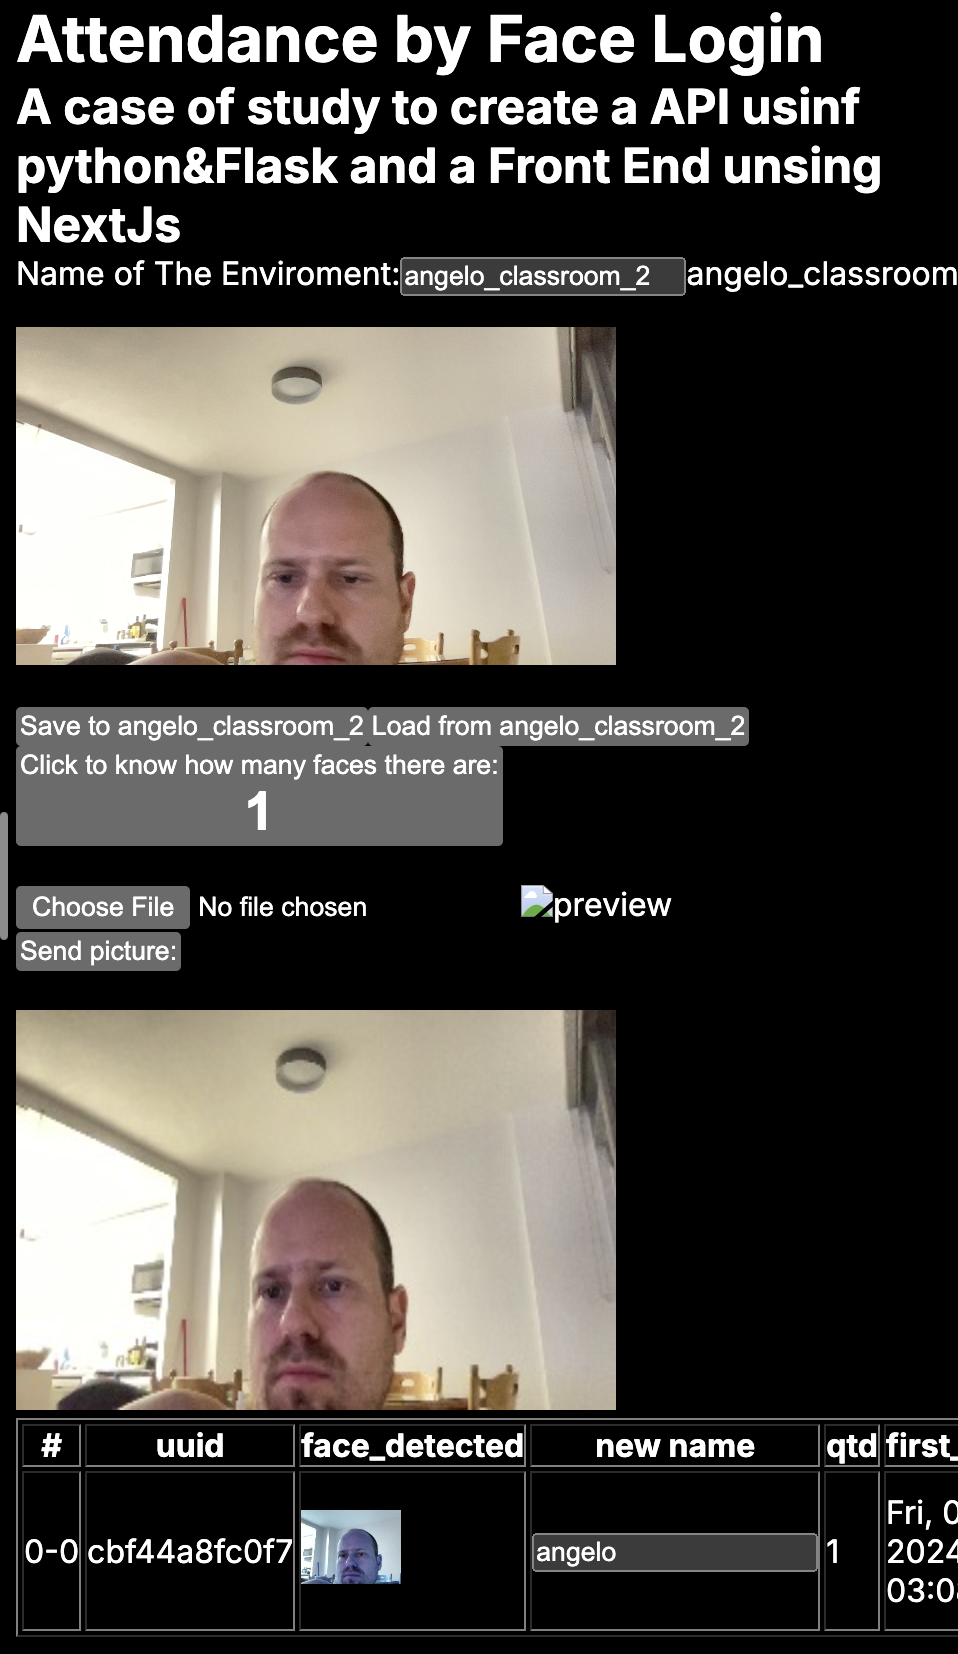 Attendance by Face Login
A case of study to create a API usinf
python&Flask and a Front End unsing
NextJs
Name of The Enviroment: angelo_classroom_2 angelo_classroom
Save to angelo_classroom_2 Load from angelo_classroom_2
Click to know how many faces there are:
1
Choose File No file chosen preview
Send picture:
# uuid face_detected new name qtd first_
0-0 cbf44a8fc0f7 angelo 1 Fri, 0
2024
03:0